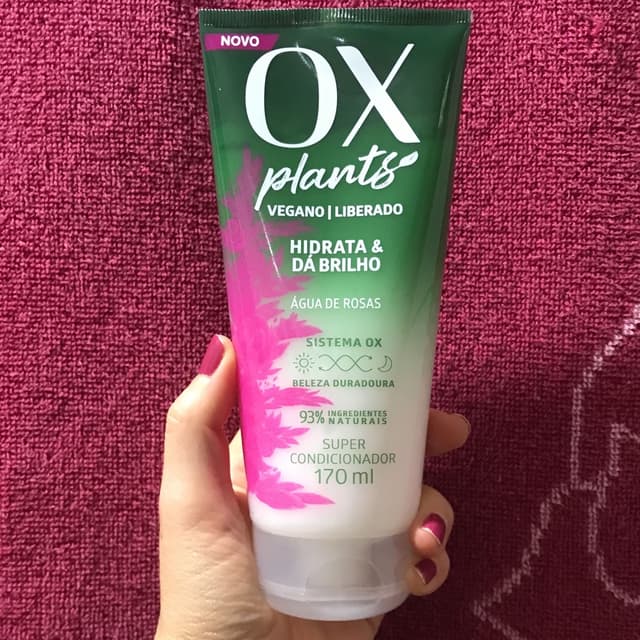 NOVO
OX
plants
VEGANO | LIBERADO
HIDRATA &
DÁ BRILHO
ÁGUA DE ROSAS
SISTEMA OX
BELEZA DURADOURA
93% INGREDIENTES
NATURAIS
SUPER
CONDICIONADOR
170 ml